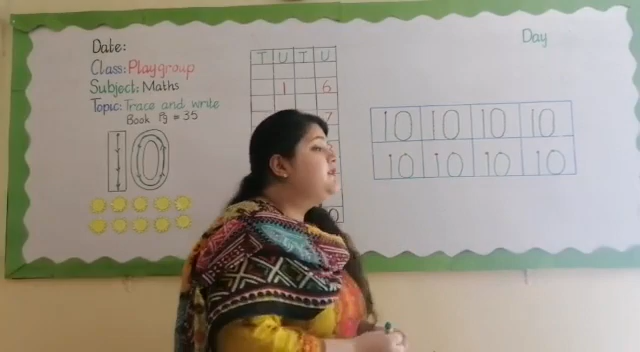 Date:
Day
Class: Playgroup
Subject: Maths
Topic: Trace and write
Book Pg = 35
10
T U T U
1 6
7
0
10 10 10 10
10 10 10 10